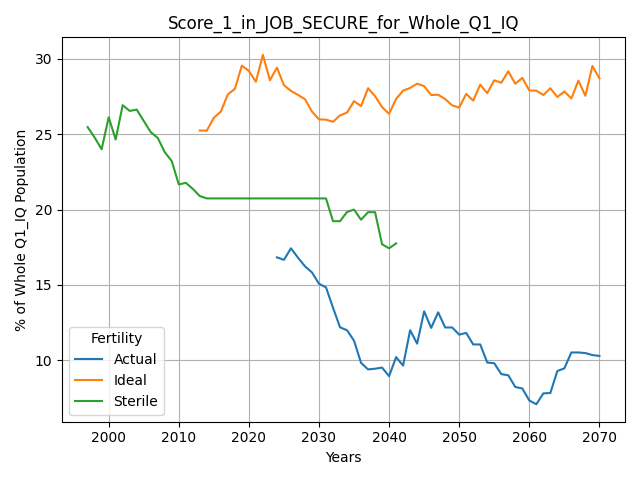 Score_1_in_JOB_SECURE_for_Whole_Q1_IQ
% of Whole Q1_IQ Population
30
25
20
15
10
Fertility
Actual
Ideal
Sterile
2000 2010 2020 2030 2040 2050 2060 2070
Years